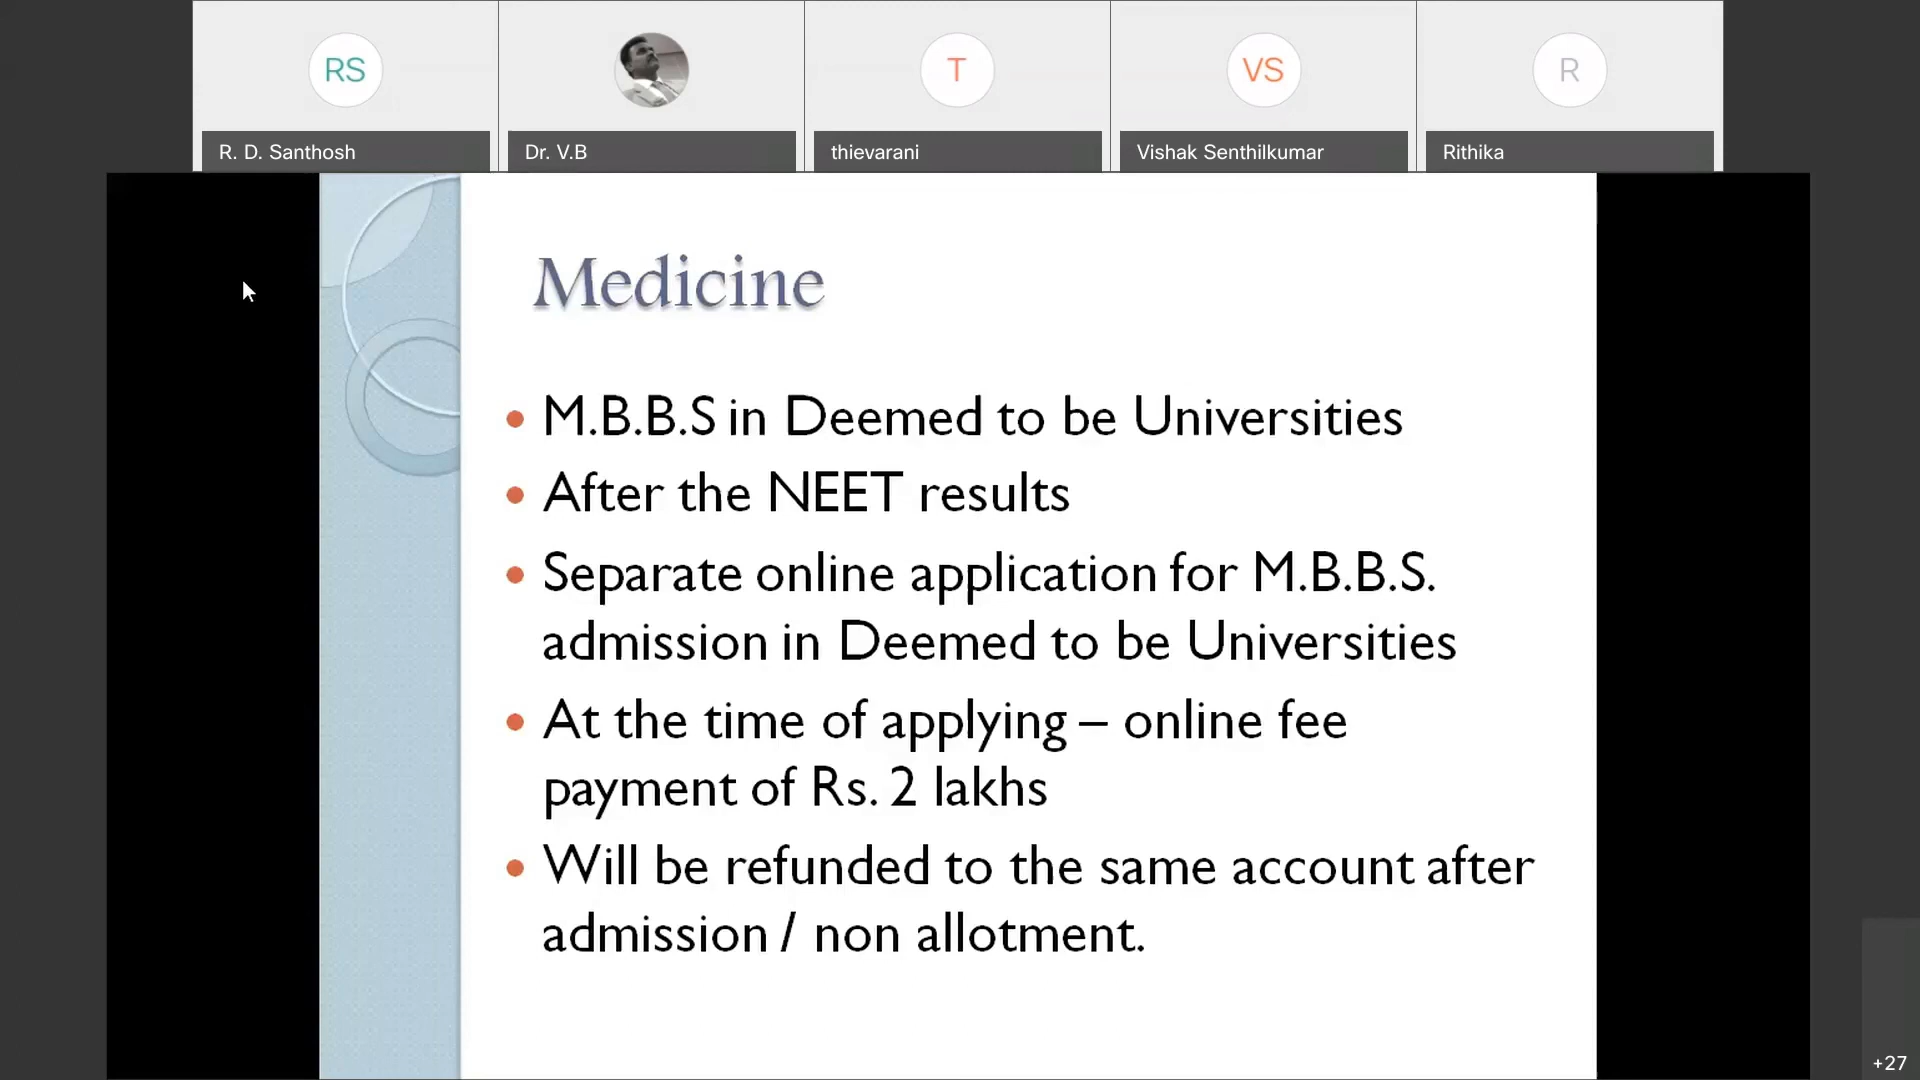 RS
T
VS
R
R. D. Santhosh
Dr. V.B
thievarani
Vishak Senthilkumar
Rithika
Medicine
• M.B.B.S in Deemed to be Universities
• After the NEET results
• Separate online application for M.B.B.S.
admission in Deemed to be Universities
• At the time of applying – online fee
payment of Rs. 2 lakhs
• Will be refunded to the same account after
admission / non allotment.
+27